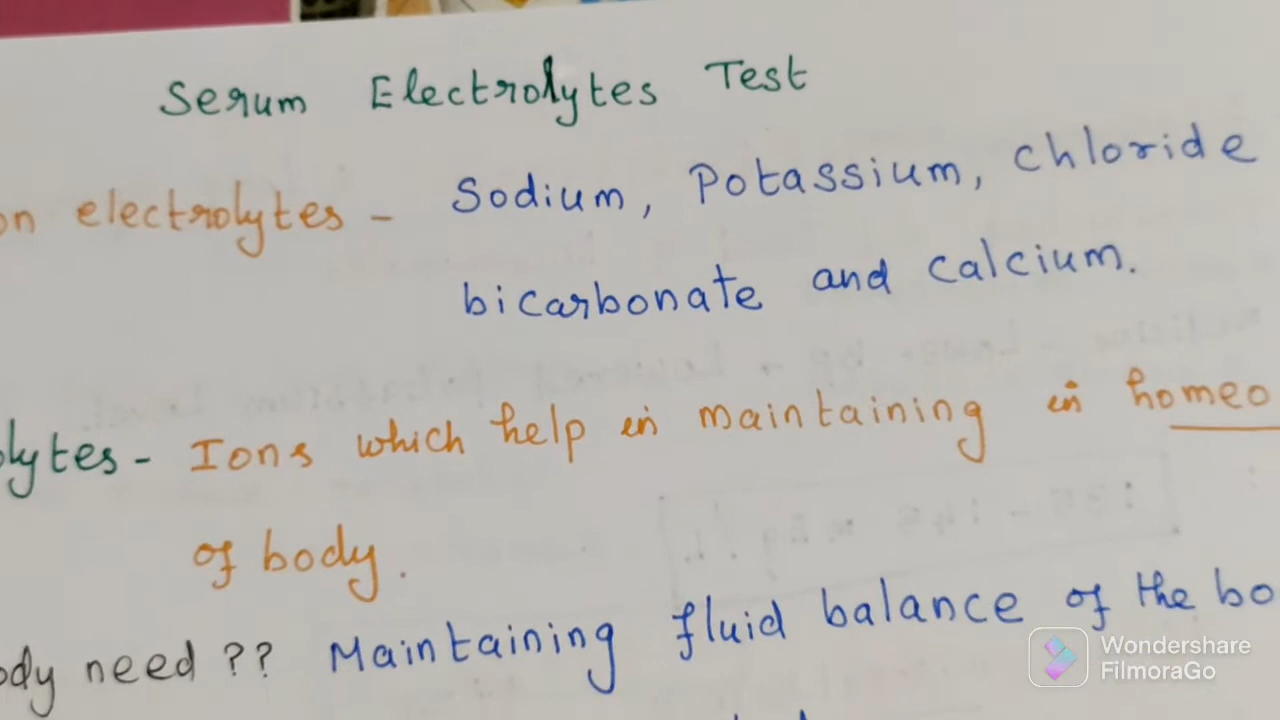 Serum Electrolytes Test
on electrolytes - Sodium, Potassium, chloride
bicarbonate and calcium.
lytes - Ions which help in maintaining in homeo
of body.
ody need ?? Maintaining fluid balance of the bo
Wondershare
FilmoraGo